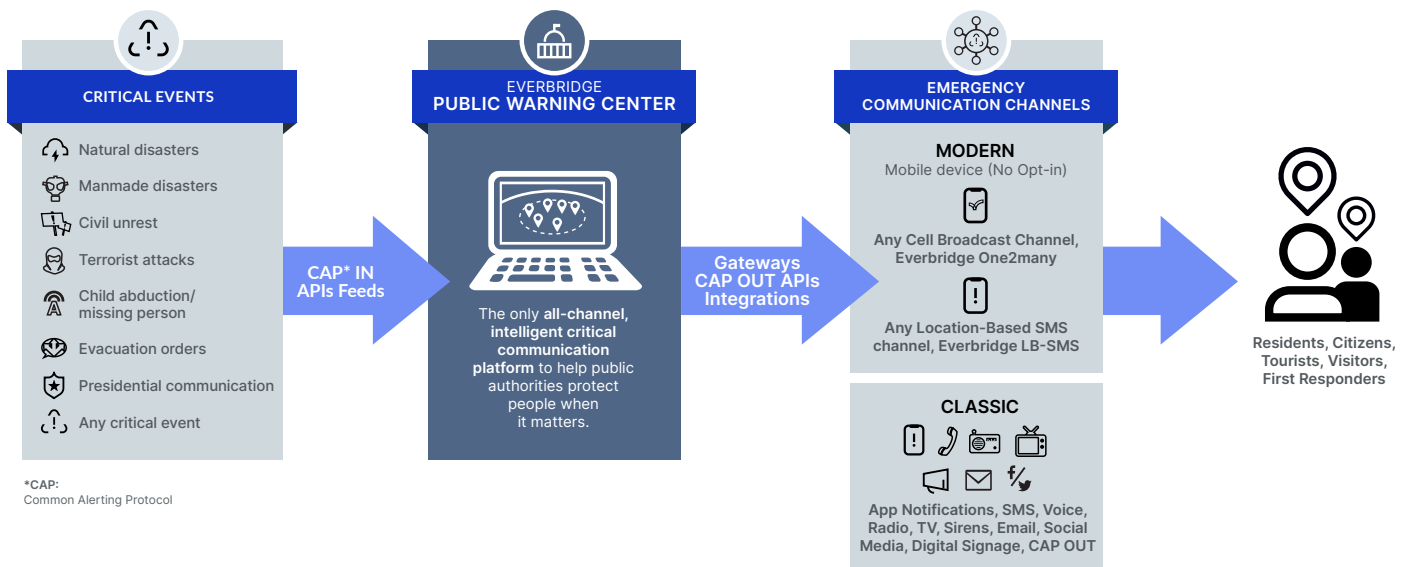 CRITICAL EVENTS
Natural disasters
Manmade disasters
Civil unrest
Terrorist attacks
Child abduction/
missing person
Evacuation orders
Presidential communication
Any critical event
*CAP:
Common Alerting Protocol
CAP* IN
APIs Feeds
EVERBRIDGE
PUBLIC WARNING CENTER
The only all-channel,
intelligent critical
communication
platform to help public
authorities protect
people when
it matters.
Gateways
CAP OUT APIs
Integrations
EMERGENCY
COMMUNICATION CHANNELS
MODERN
Mobile device (No Opt-in)
Any Cell Broadcast Channel,
Everbridge One2many
Any Location-Based SMS
channel, Everbridge LB-SMS
CLASSIC
App Notifications, SMS, Voice,
Radio, TV, Sirens, Email, Social
Media, Digital Signage, CAP OUT
Residents, Citizens,
Tourists, Visitors,
First Responders